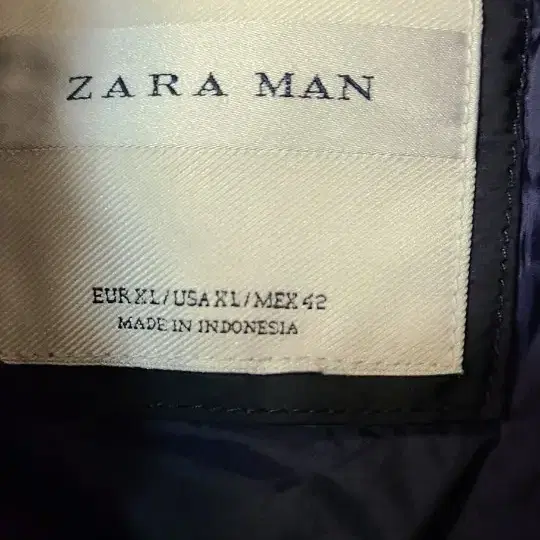 ZARA MAN
EUR XL/USA XL/MEX 42
MADE IN INDONESIA